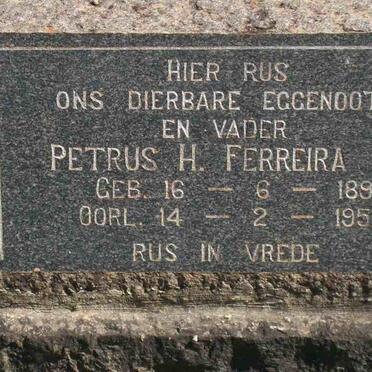 HIER RUS
ONS DIERBARE EGGENOOT
EN VADER
PETRUS H. FERREIRA
GEB. 16 – 6 – 189
OORL. 14 – 2 – 195
RUS IN VREDE